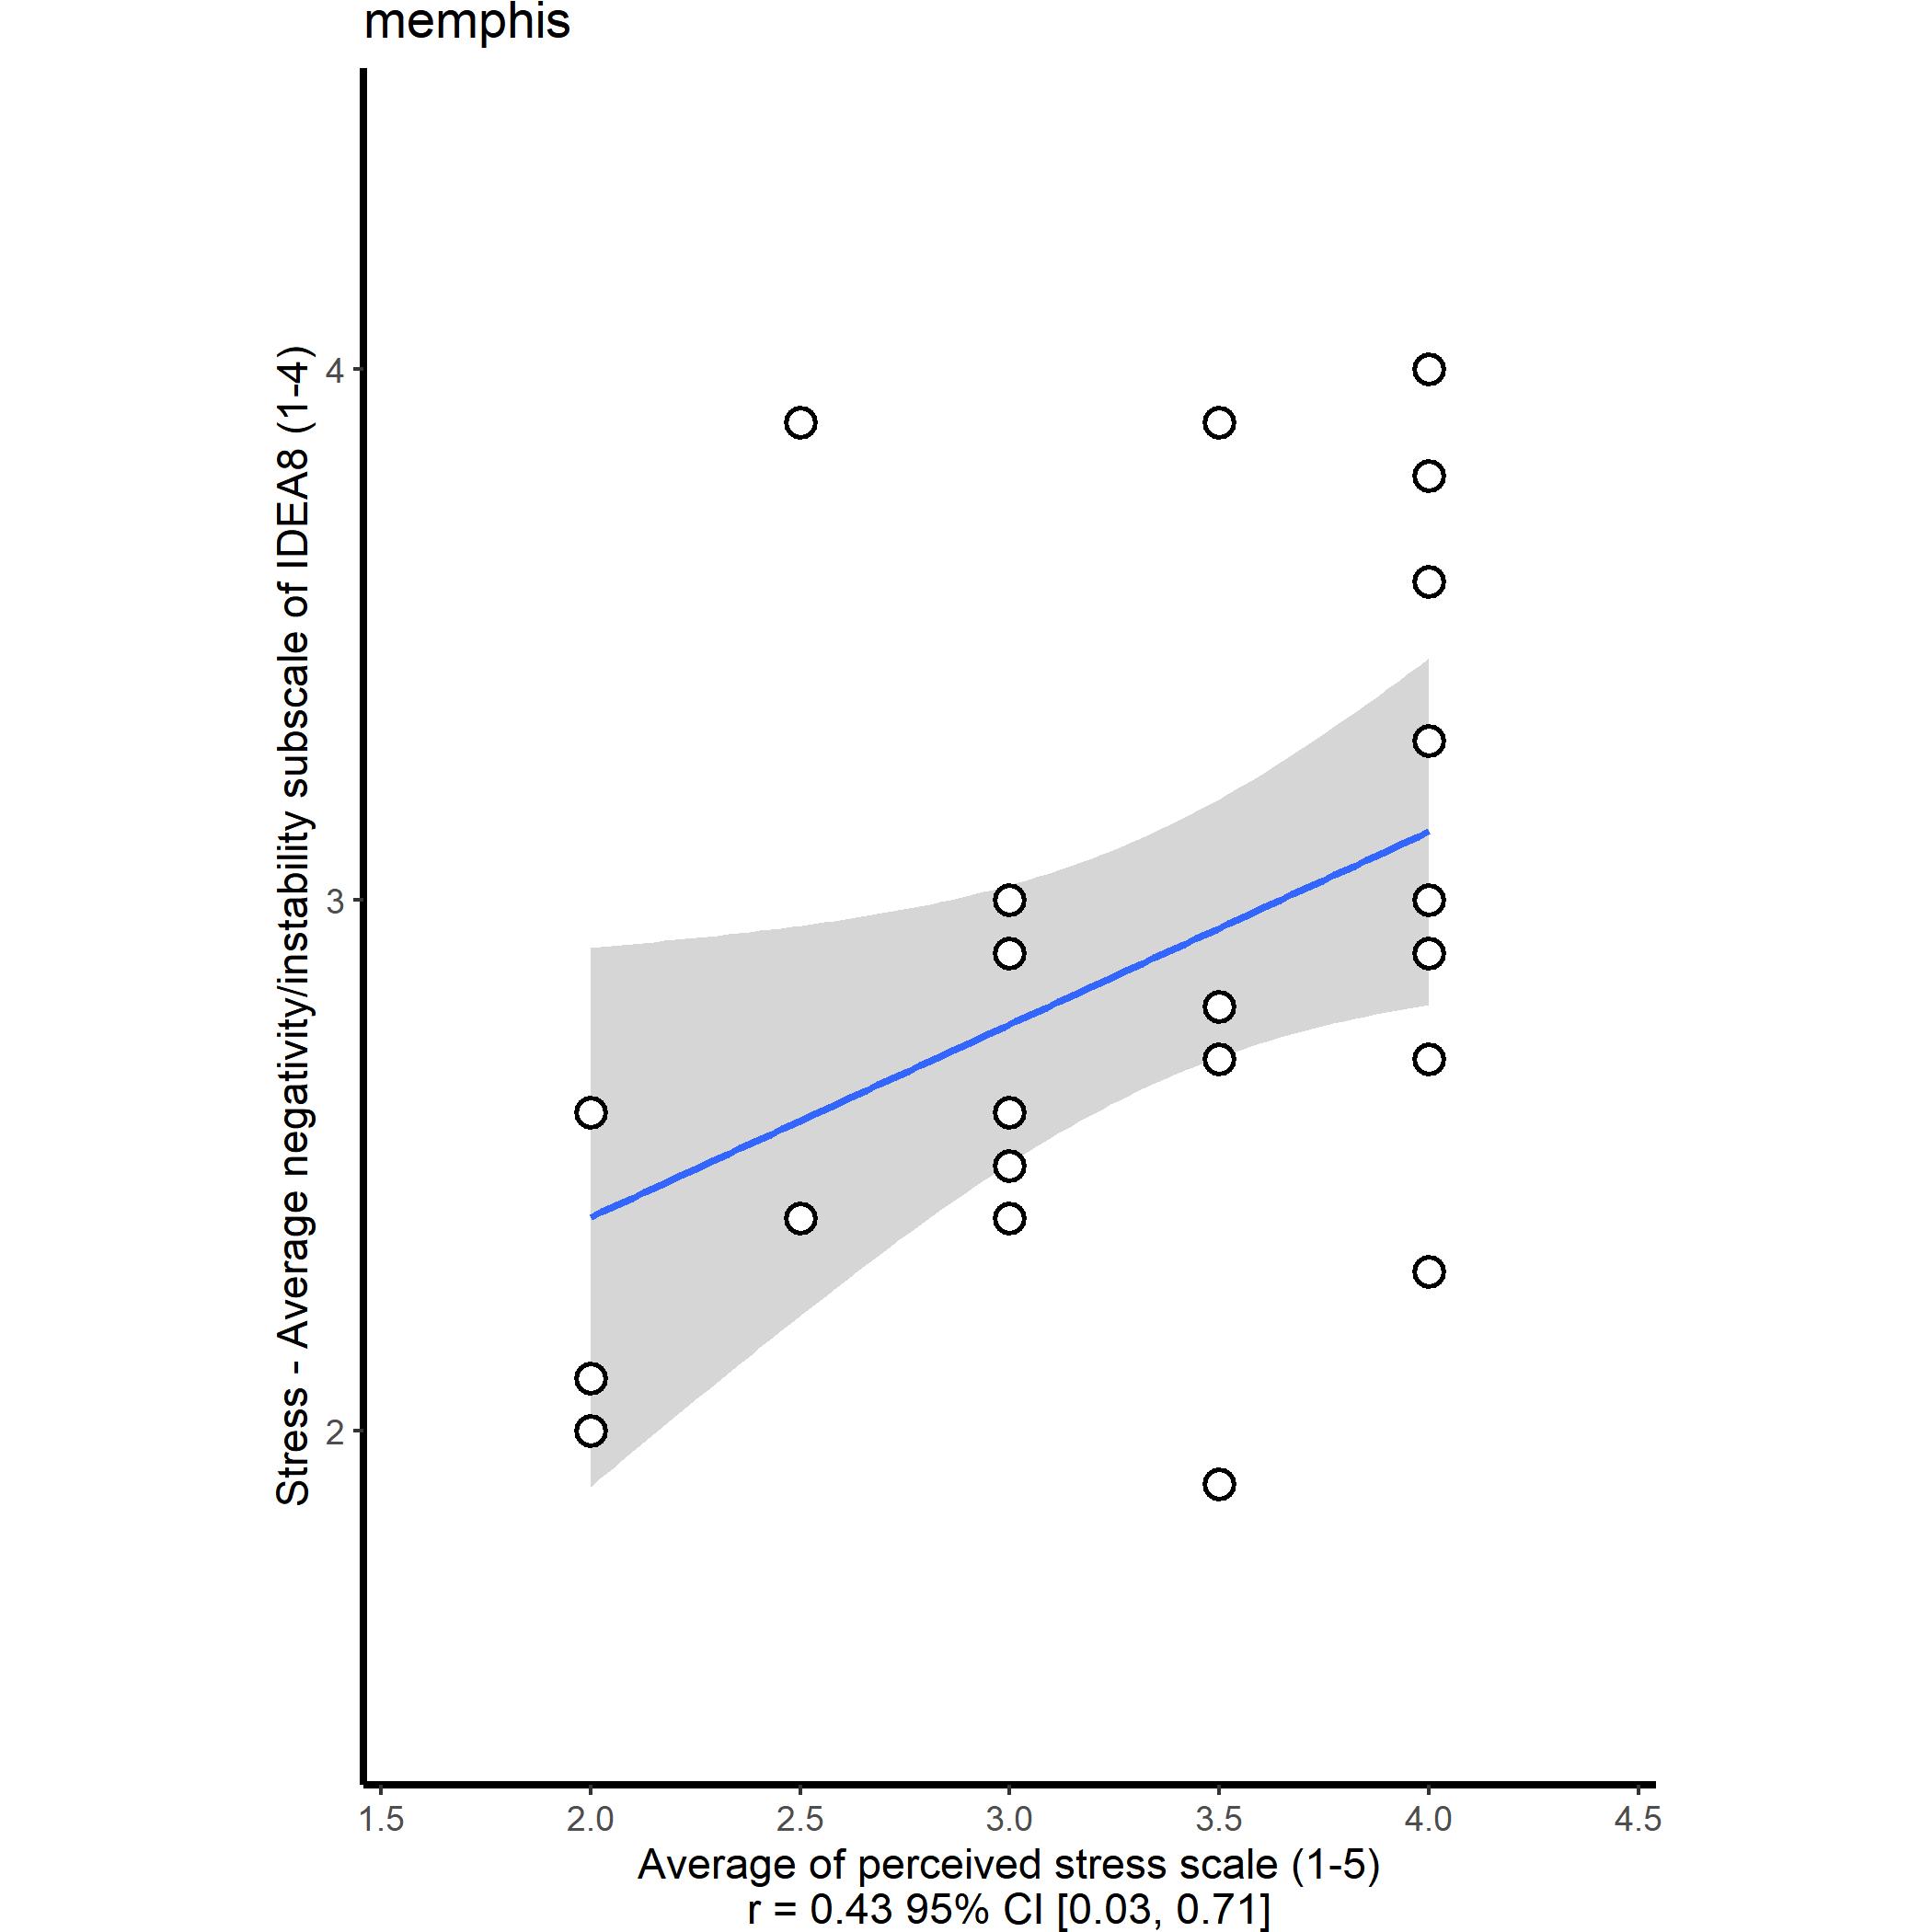 memphis
Stress - Average negativity/instability subscale of IDEA8 (1-4)
4
3
2
1.5 2.0 2.5 3.0 3.5 4.0 4.5
Average of perceived stress scale (1-5)
r = 0.43 95% CI [0.03, 0.71]